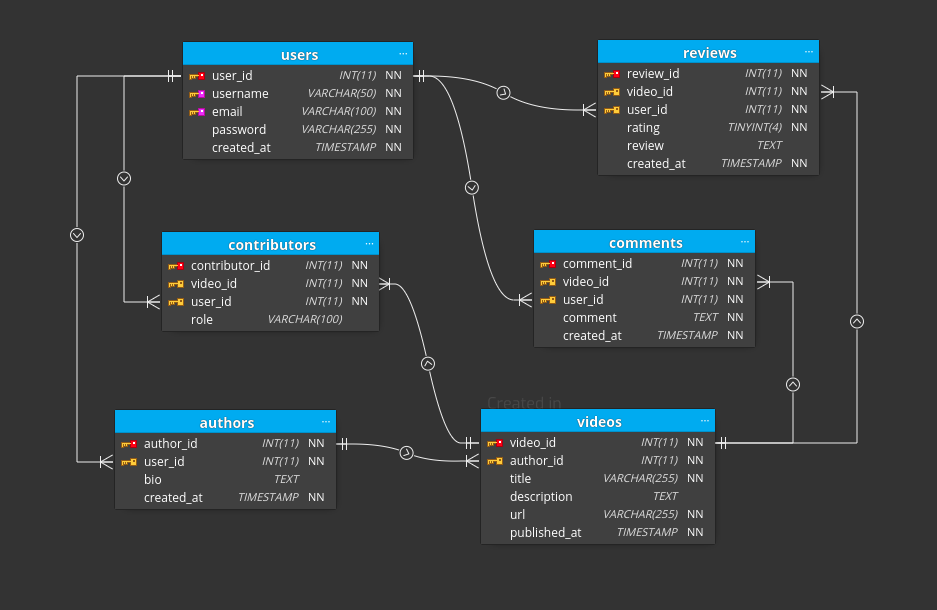 users ...
user_id INT(11) NN
username VARCHAR(50) NN
email VARCHAR(100) NN
password VARCHAR(255) NN
created_at TIMESTAMP NN
reviews ...
review_id INT(11) NN
video_id INT(11) NN
user_id INT(11) NN
rating TINYINT(4) NN
review TEXT
created_at TIMESTAMP NN
contributors ...
contributor_id INT(11) NN
video_id INT(11) NN
user_id INT(11) NN
role VARCHAR(100)
comments ...
comment_id INT(11) NN
video_id INT(11) NN
user_id INT(11) NN
comment TEXT NN
created_at TIMESTAMP NN
authors ...
author_id INT(11) NN
user_id INT(11) NN
bio TEXT
created_at TIMESTAMP NN
Created in
videos ...
video_id INT(11) NN
author_id INT(11) NN
title VARCHAR(255) NN
description TEXT
url VARCHAR(255) NN
published_at TIMESTAMP NN